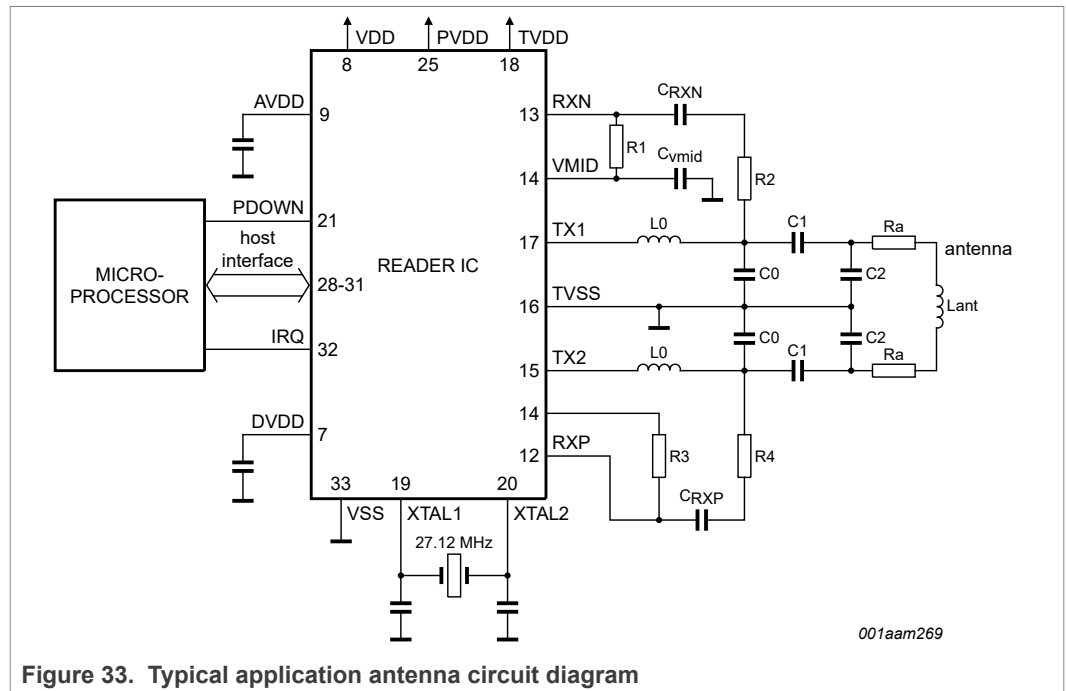 VDD PVDD TVDD
8 25 18
AVDD 9
13 RXN
CRXN
R1
14 VMID
Cvmid
R2
MICRO-
PROCESSOR
PDOWN 21
host
interface
28-31
IRQ 32
READER IC
17 TX1
L0
C1
Ra
antenna
C0
C2
16 TVSS
Lant
C0
C2
15 TX2
L0
C1
Ra
14
12 RXP
R3
R4
CRXP
DVDD 7
33 19 20
VSS XTAL1 XTAL2
27.12 MHz
001aam269
Figure 33. Typical application antenna circuit diagram